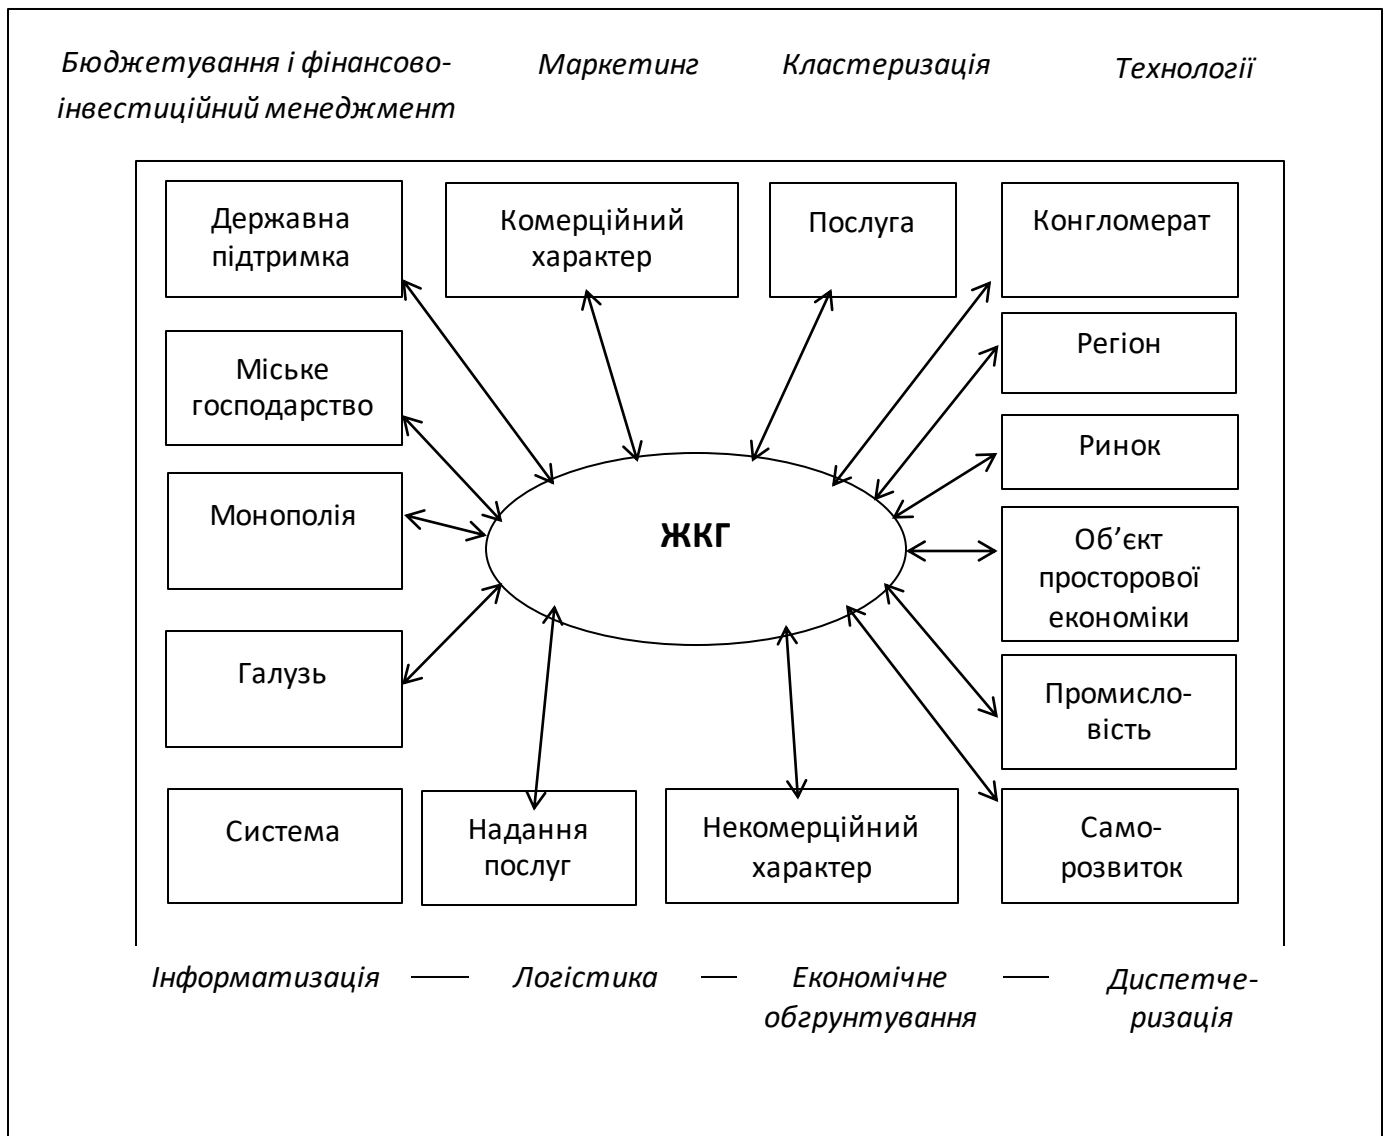 Бюджетування і фінансово-
інвестиційний менеджмент
Маркетинг
Кластеризація
Технології
Державна
підтримка
Комерційний
характер
Послуга
Конгломерат
Міське
господарство
Регіон
Ринок
Монополія
ЖКГ
Об’єкт
просторової
економіки
Галузь
Промисло-
вість
Система
Надання
послуг
Некомерційний
характер
Само-
розвиток
Інформатизація
Логістика
Економічне
обгрунтування
Диспетче-
ризація